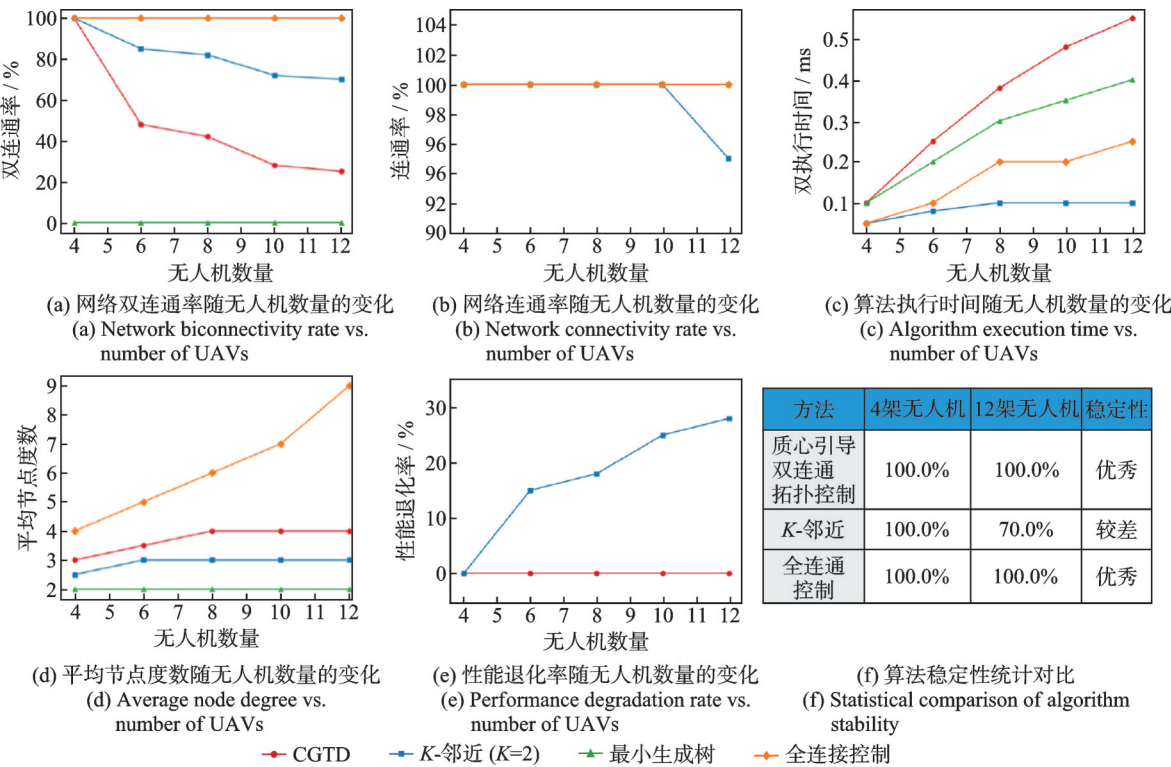 100
80
60
40
20
0
双连通率 / %
4 5 6 7 8 9 10 11 12
无人机数量
(a) 网络双连通率随无人机数量的变化
(a) Network biconnectivity rate vs.
number of UAVs
104
102
100
98
96
94
92
90
连通率 / %
4 5 6 7 8 9 10 11 12
无人机数量
(b) 网络连通率随无人机数量的变化
(b) Network connectivity rate vs.
number of UAVs
0.5
0.4
0.3
0.2
0.1
双执行时间 / ms
4 5 6 7 8 9 10 11 12
无人机数量
(c) 算法执行时间随无人机数量的变化
(c) Algorithm execution time vs.
number of UAVs
9
8
7
6
5
4
3
2
平均节点度数
4 5 6 7 8 9 10 11 12
无人机数量
(d) 平均节点度数随无人机数量的变化
(d) Average node degree vs.
number of UAVs
30
20
10
0
性能退化率 / %
4 5 6 7 8 9 10 11 12
无人机数量
(e) 性能退化率随无人机数量的变化
(e) Performance degradation rate vs.
number of UAVs
方法 4架无人机 12架无人机 稳定性
质心引导
双连通
拓扑控制
100.0% 100.0% 优秀
K-邻近 100.0% 70.0% 较差
全连通
控制
100.0% 100.0% 优秀
(f) 算法稳定性统计对比
(f) Statistical comparison of algorithm
stability
CGTD K-邻近 (K=2) 最小生成树 全连接控制